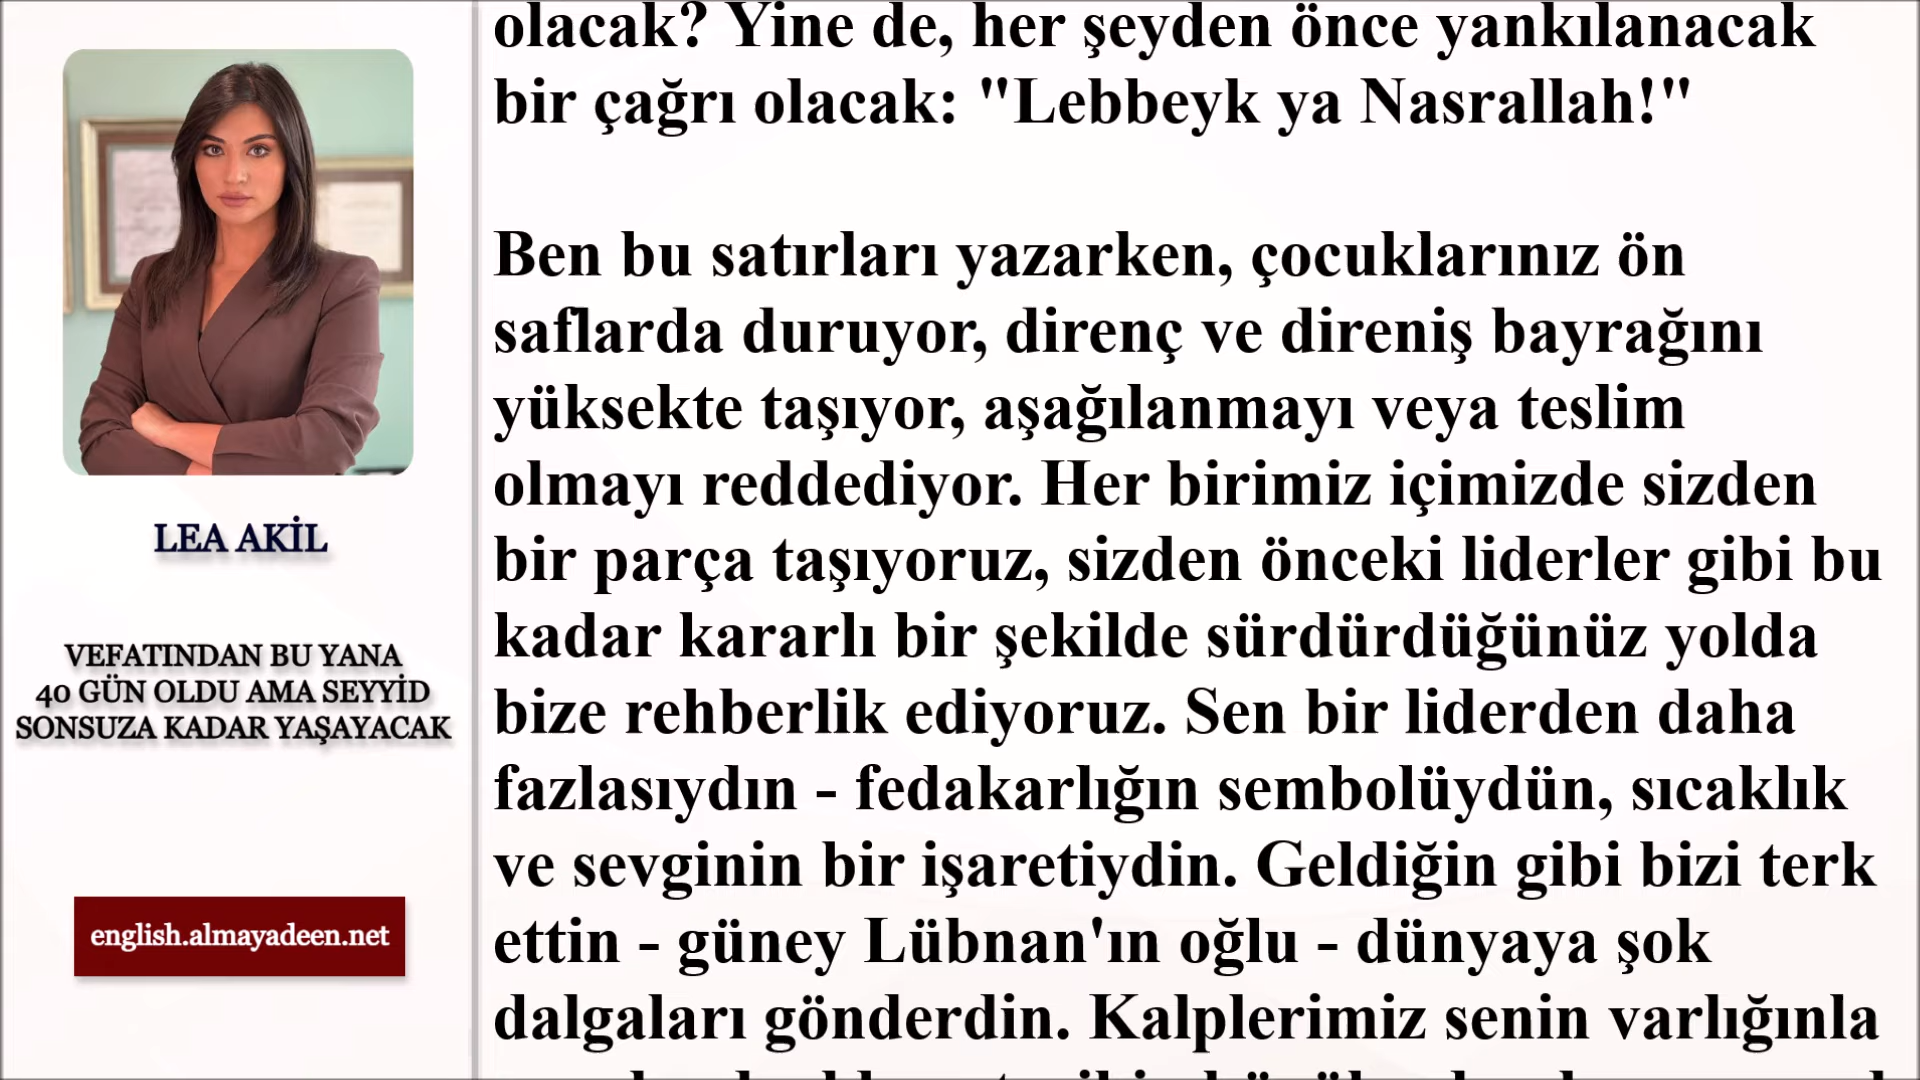 LEA AKİL
VEFATINDAN BU YANA
40 GÜN OLDU AMA SEYYİD
SONSUZA KADAR YAŞAYACAK
english.almayadeen.net
olacak? Yine de, her şeyden önce yankılanacak
bir çağrı olacak: "Lebbeyk ya Nasrallah!"
Ben bu satırları yazarken, çocuklarınız ön
saflarda duruyor, direnç ve direniş bayrağını
yüksekte taşıyor, aşağılanmayı veya teslim
olmayı reddediyor. Her birimiz içimizde sizden
bir parça taşıyoruz, sizden önceki liderler gibi bu
kadar kararlı bir şekilde sürdürdüğünüz yolda
bize rehberlik ediyoruz. Sen bir liderden daha
fazlasıydın - fedakarlığın sembolüydün, sıcaklık
ve sevginin bir işaretiydin. Geldiğin gibi bizi terk
ettin - güney Lübnan'ın oğlu - dünyaya şok
dalgaları gönderdin. Kalplerimiz senin varlığınla